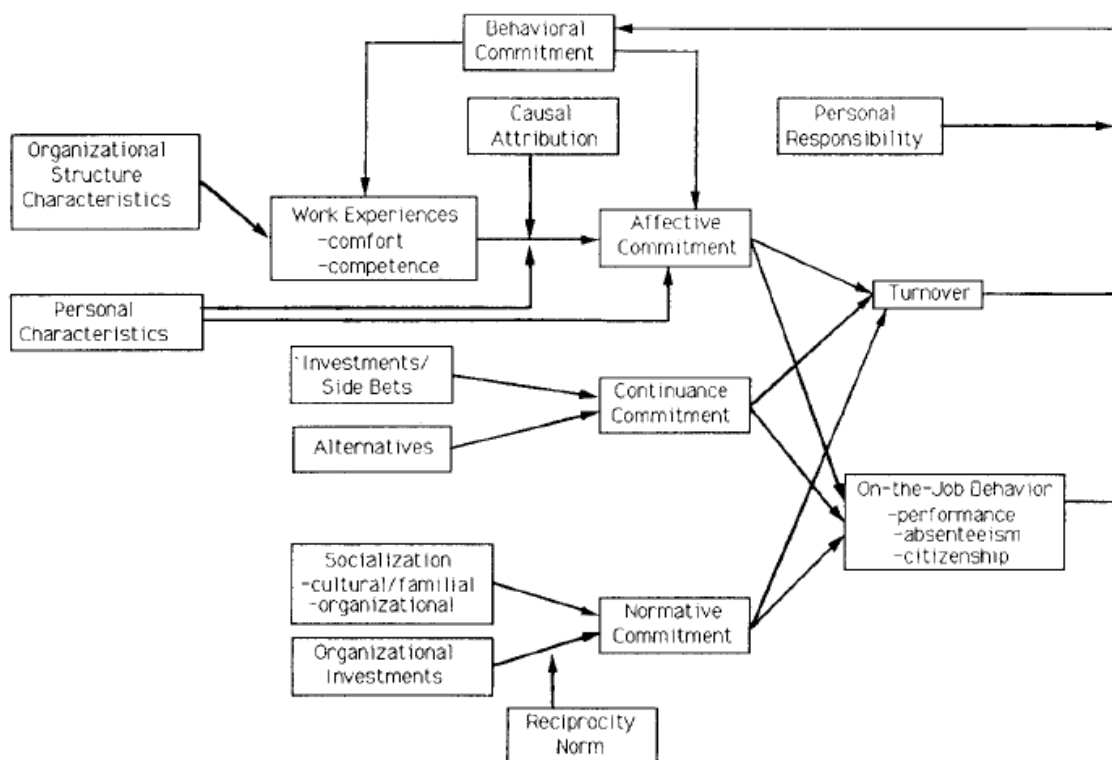 Behavioral
Commitment
Causal
Attribution
Personal
Responsibility
Organizational
Structure
Characteristics
Work Experiences
-comfort
-competence
Affective
Commitment
Turnover
Personal
Characteristics
Investments/
Side Bets
Continuance
Commitment
Alternatives
On-the-Job Behavior
-performance
-absenteeism
-citizenship
Socialization
-cultural/familial
-organizational
Normative
Commitment
Organizational
Investments
Reciprocity
Norm